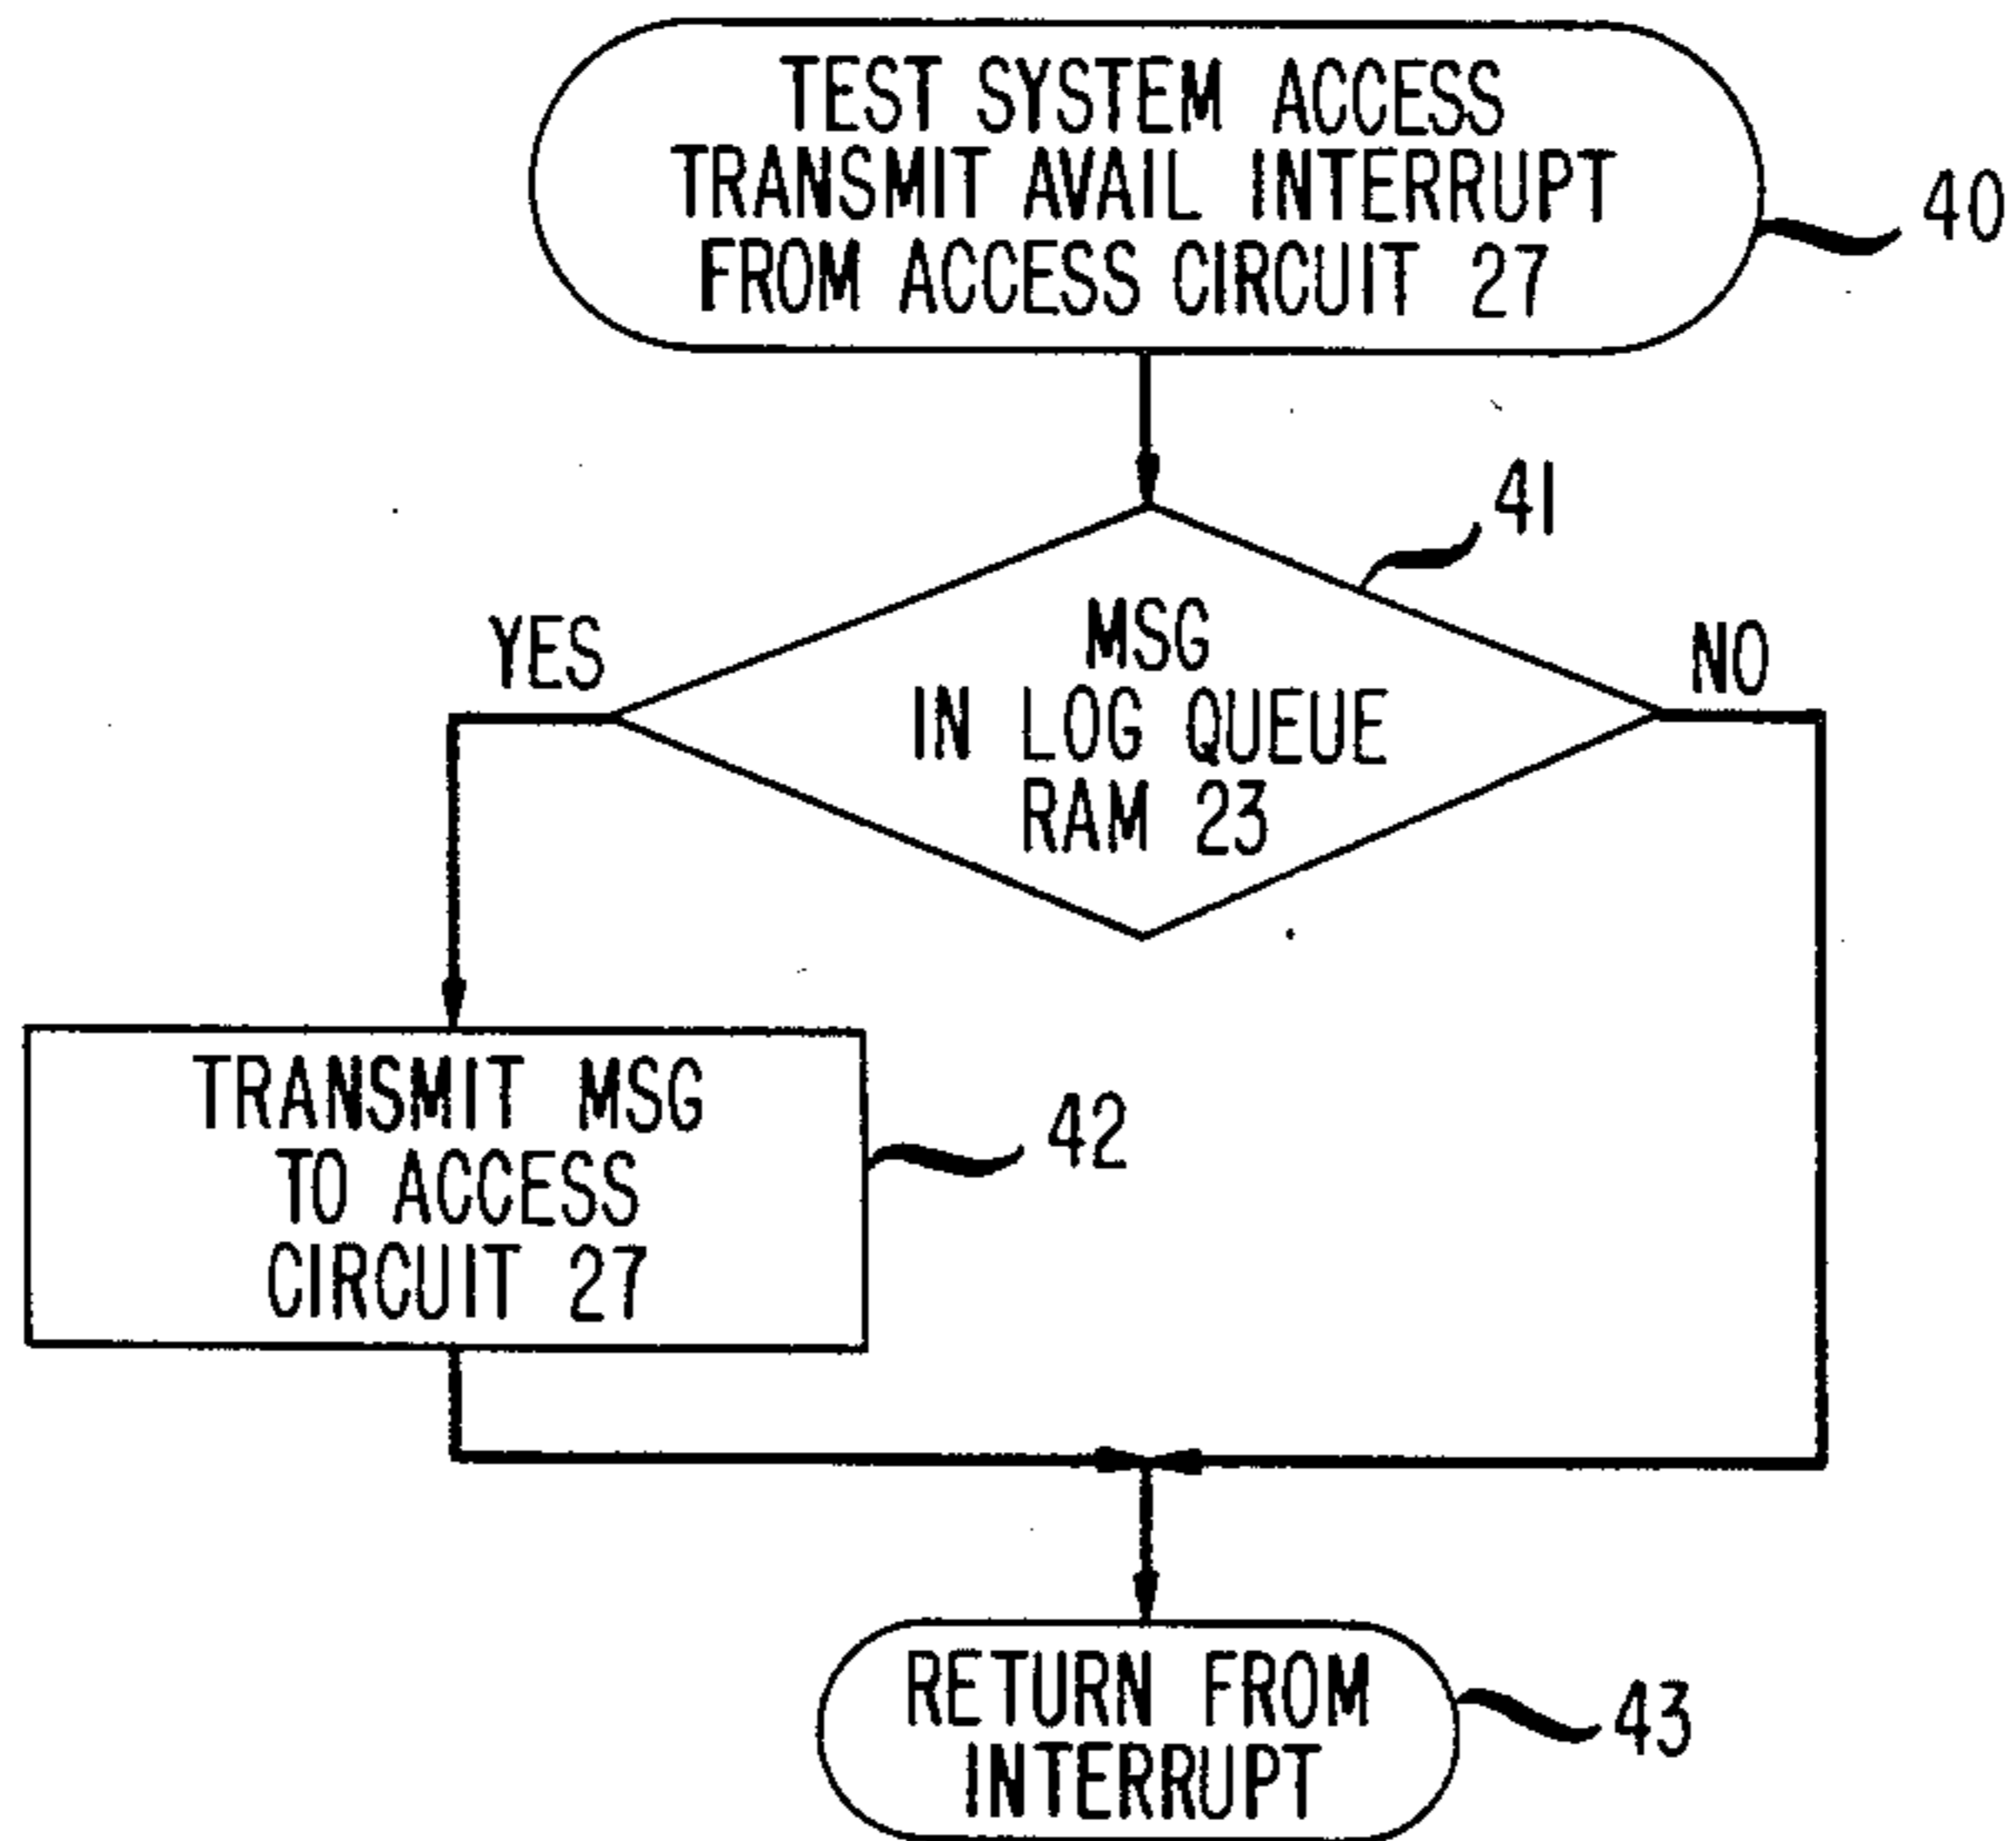 TEST SYSTEM ACCESS
TRANSMIT AVAIL INTERRUPT
FROM ACCESS CIRCUIT 27
40
41
YES
MSG
IN LOG QUEUE
RAM 23
NO
TRANSMIT MSG
TO ACCESS
CIRCUIT 27
42
RETURN FROM
INTERRUPT
43